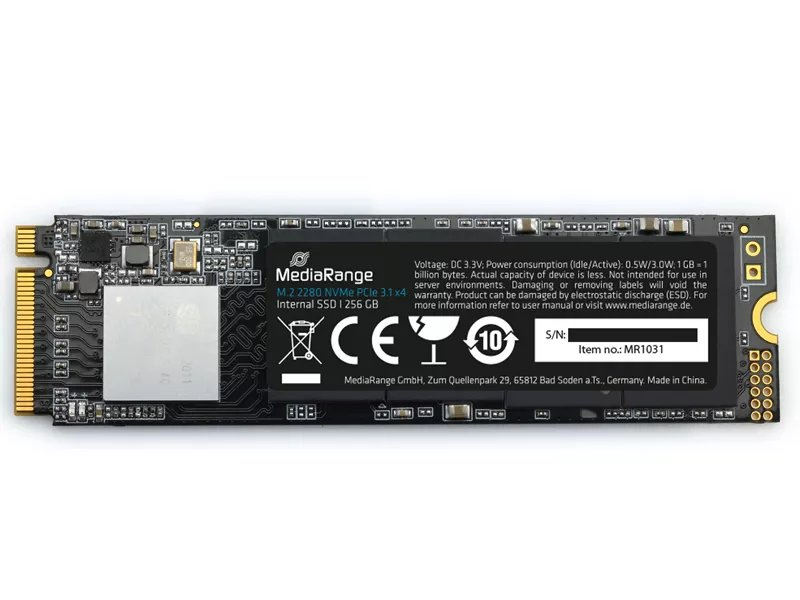 MediaRange
M.2 2280 NVMe PCIe 3.1 x4
Internal SSD | 256 GB
Voltage: DC 3.3V; Power consumption (Idle/Active): 0.5W/3.0W; 1 GB = 1
billion bytes. Actual capacity of device is less. Not intended for use in
server environments. Damaging or removing labels will void the
warranty. Product can be damaged by electrostatic discharge (ESD). For
more information refer to user manual or visit www.mediarange.de.
CE
10
S/N:
Item no.: MR1031
MediaRange GmbH, Zum Quellenpark 29, 65812 Bad Soden a.Ts., Germany. Made in China.